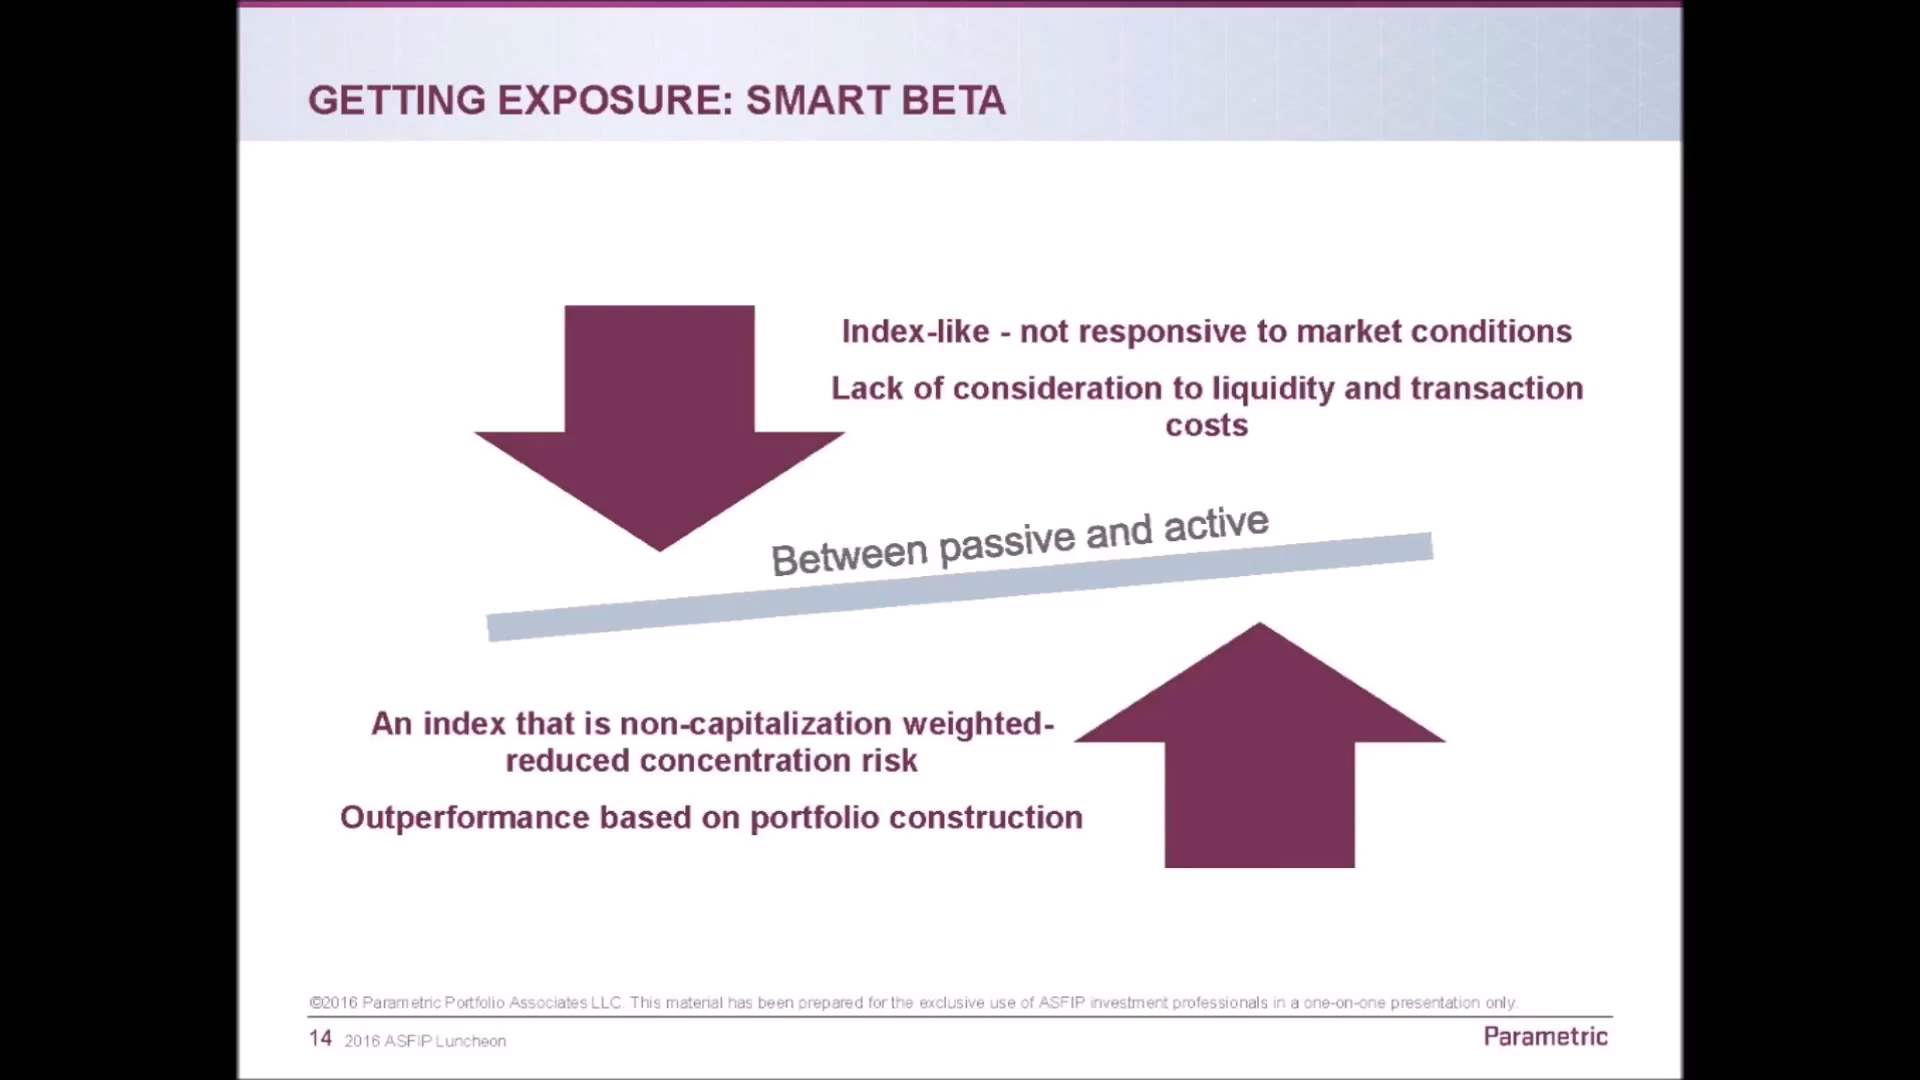 GETTING EXPOSURE: SMART BETA
Index-like - not responsive to market conditions
Lack of consideration to liquidity and transaction
costs
Between passive and active
An index that is non-capitalization weighted-
reduced concentration risk
Outperformance based on portfolio construction
©2016 Parametric Portfolio Associates LLC. This material has been prepared for the exclusive use of ASFIP investment professionals in a one-on-one presentation only.
14 2016 ASFIP Luncheon
Parametric